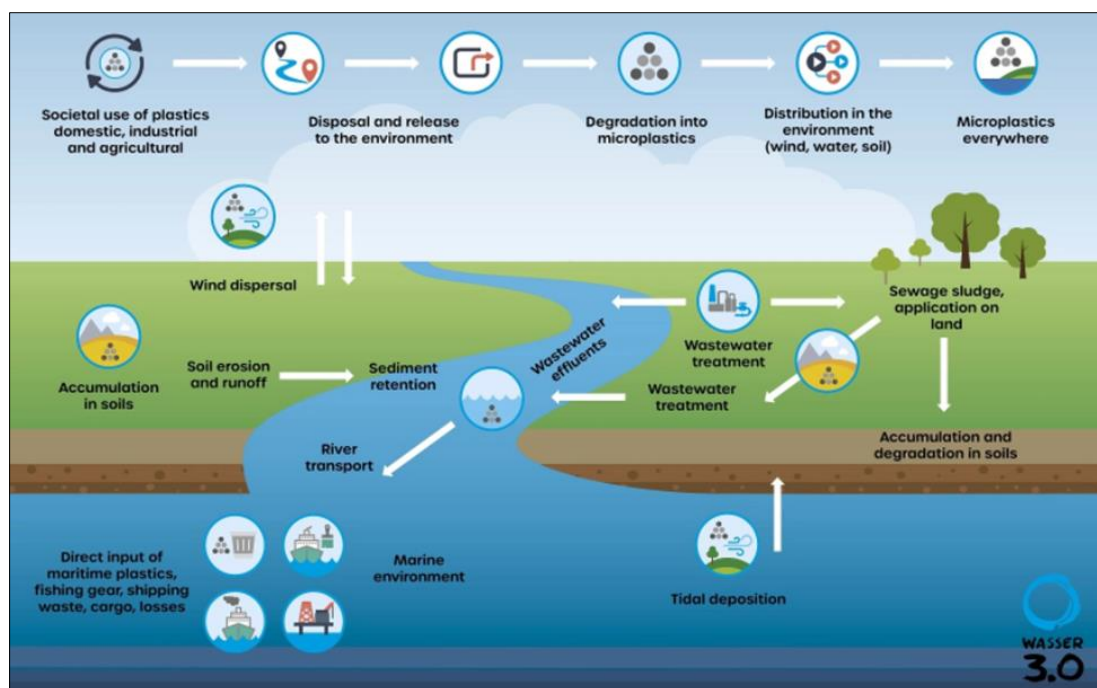 Societal use of plastics
domestic, industrial
and agricultural
Disposal and release
to the environment
Degradation into
microplastics
Distribution in the
environment
(wind, water, soil)
Microplastics
everywhere
Wind dispersal
Sewage sludge,
application on
land
Wastewater
effluents
Wastewater
treatment
Accumulation
in soils
Soil erosion
and runoff
Sediment
retention
Wastewater
treatment
River
transport
Accumulation and
degradation in soils
Direct input of
maritime plastics,
fishing gear, shipping
waste, cargo, losses
Marine
environment
Tidal deposition
WASSER
3.0